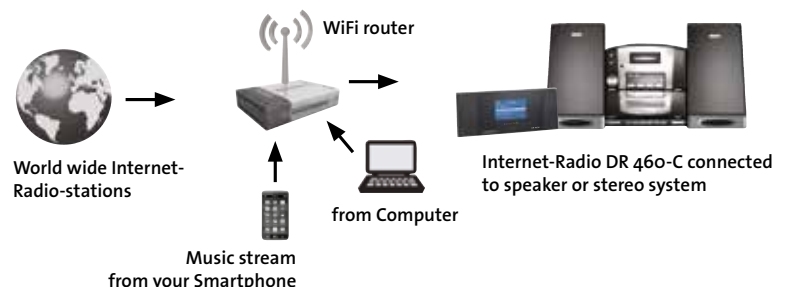 WiFi router
World wide Internet-
Radio-stations
Internet-Radio DR 460-C connected
to speaker or stereo system
from Computer
Music stream
from your Smartphone